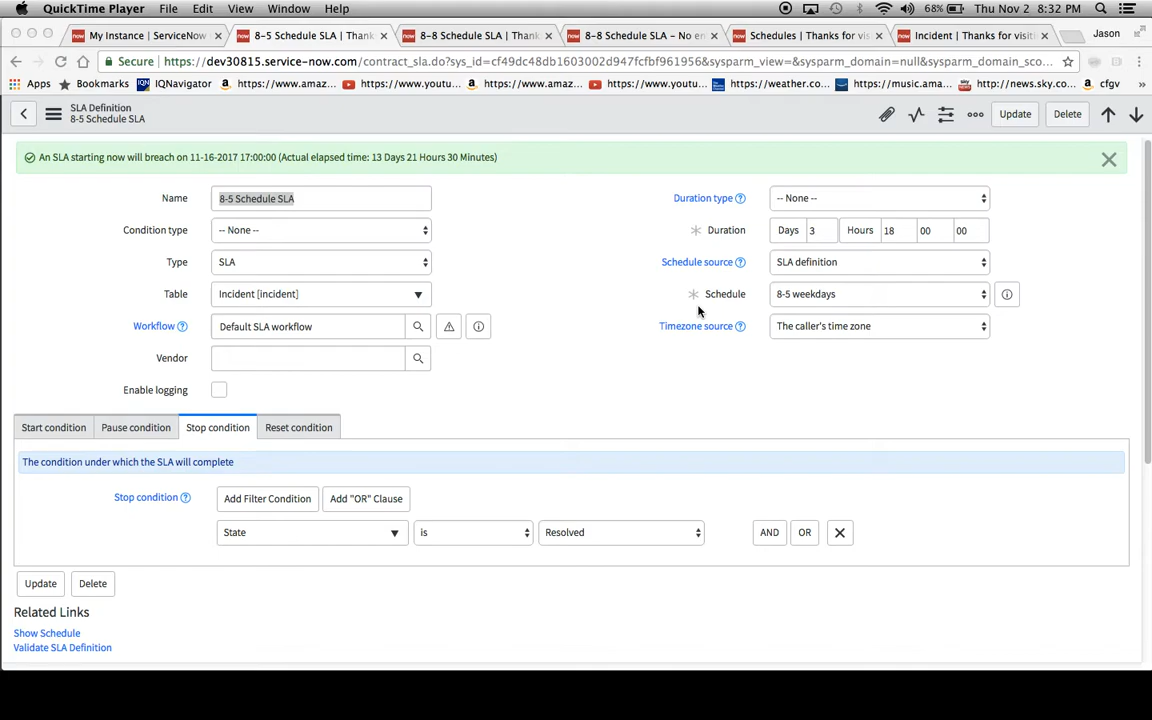 QuickTime Player File Edit View Window Help 68% Thu Nov 2 8:32 PM
My Instance | ServiceNow 8-5 Schedule SLA | Thank 8-8 Schedule SLA | Thank 8-8 Schedule SLA - No en Schedules | Thanks for vis Incident | Thanks for visiti Jason
Secure https://dev30815.service-now.com/contract_sla.do?sys_id=cf49dc48db1603002d947fcfbf961956&sysparm_view=&sysparm_domain=null&sysparm_domain_sco...
Apps Bookmarks IQNavigator https://www.amaz... https://www.youtu... https://www.amaz... https://www.youtu... https://weather.co... https://music.ama... http://news.sky.co... cfgv
SLA Definition
8-5 Schedule SLA
Update Delete
An SLA starting now will breach on 11-16-2017 17:00:00 (Actual elapsed time: 13 Days 21 Hours 30 Minutes)
Name 8-5 Schedule SLA Duration type -- None --
Condition type -- None -- Duration Days 3 Hours 18 00 00
Type SLA Schedule source SLA definition
Table Incident [incident] Schedule 8-5 weekdays
Workflow Default SLA workflow Timezone source The caller's time zone
Vendor
Enable logging
Start condition Pause condition Stop condition Reset condition
The condition under which the SLA will complete
Stop condition Add Filter Condition Add "OR" Clause
State is Resolved AND OR
Update Delete
Related Links
Show Schedule
Validate SLA Definition